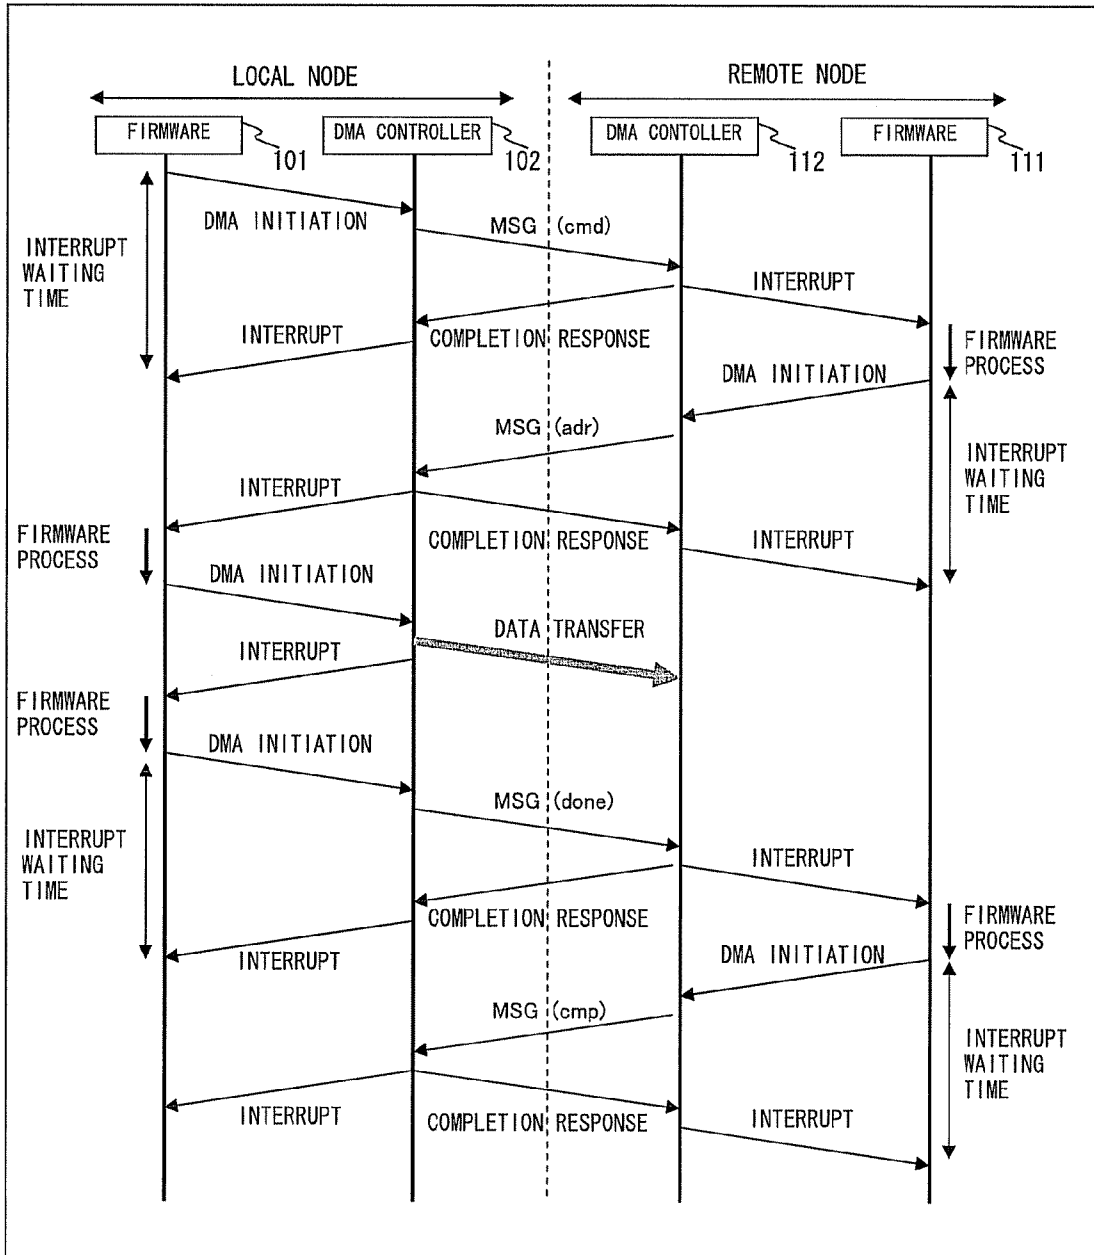 LOCAL NODE
REMOTE NODE
FIRMWARE
DMA CONTROLLER
DMA CONTOLLER
FIRMWARE
101
102
112
111
DMA INITIATION
MSG (cmd)
INTERRUPT
WAITING
TIME
INTERRUPT
INTERRUPT
COMPLETION RESPONSE
FIRMWARE
PROCESS
DMA INITIATION
MSG (adr)
INTERRUPT
WAITING
TIME
INTERRUPT
FIRMWARE
PROCESS
COMPLETION RESPONSE
INTERRUPT
DMA INITIATION
DATA TRANSFER
INTERRUPT
FIRMWARE
PROCESS
DMA INITIATION
MSG (done)
INTERRUPT
WAITING
TIME
INTERRUPT
COMPLETION RESPONSE
FIRMWARE
PROCESS
INTERRUPT
DMA INITIATION
MSG (cmp)
INTERRUPT
WAITING
TIME
INTERRUPT
COMPLETION RESPONSE
INTERRUPT